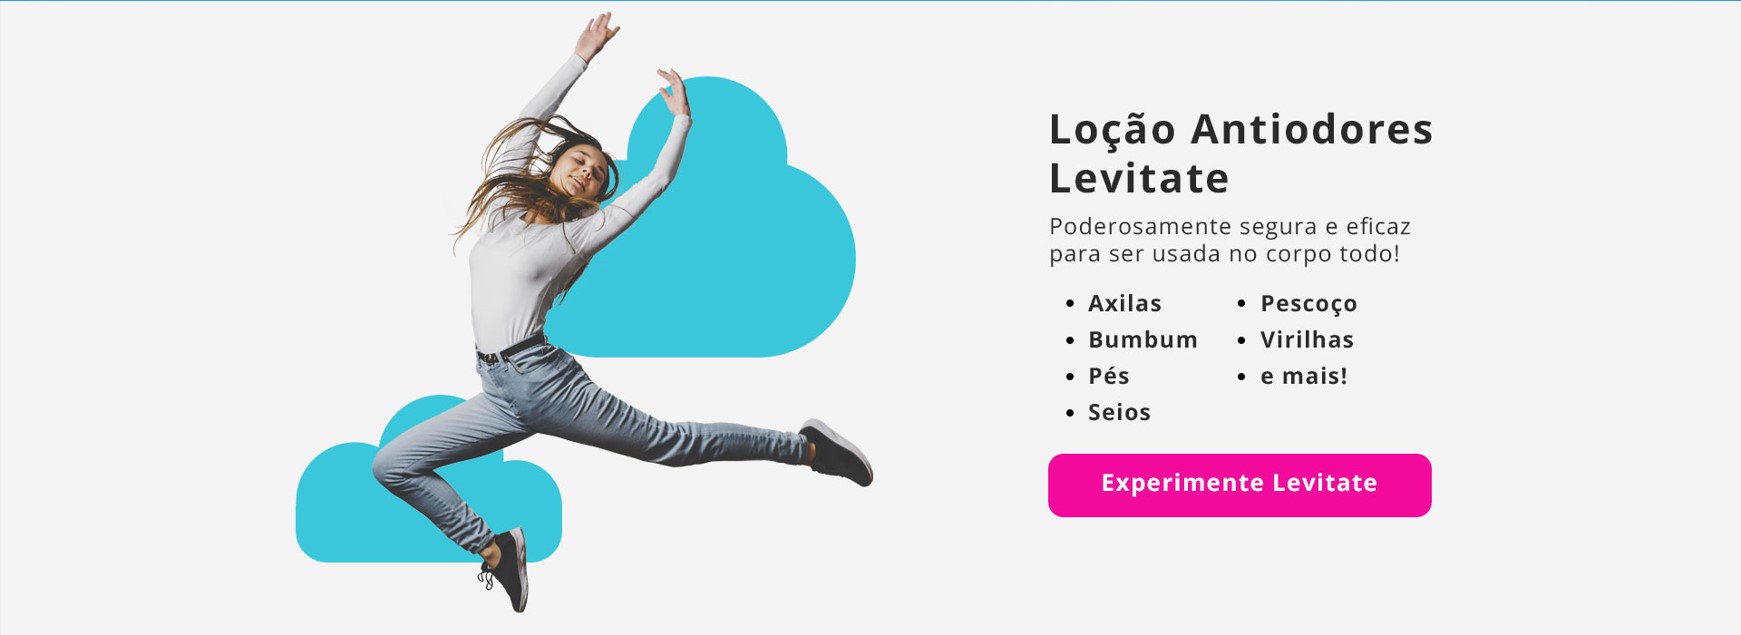 Loção Antiodores
Levitate
Poderosamente segura e eficaz
para ser usada no corpo todo!
Axilas
Bumbum
Pés
Seios
Pescoço
Virilhas
e mais!
Experimente Levitate